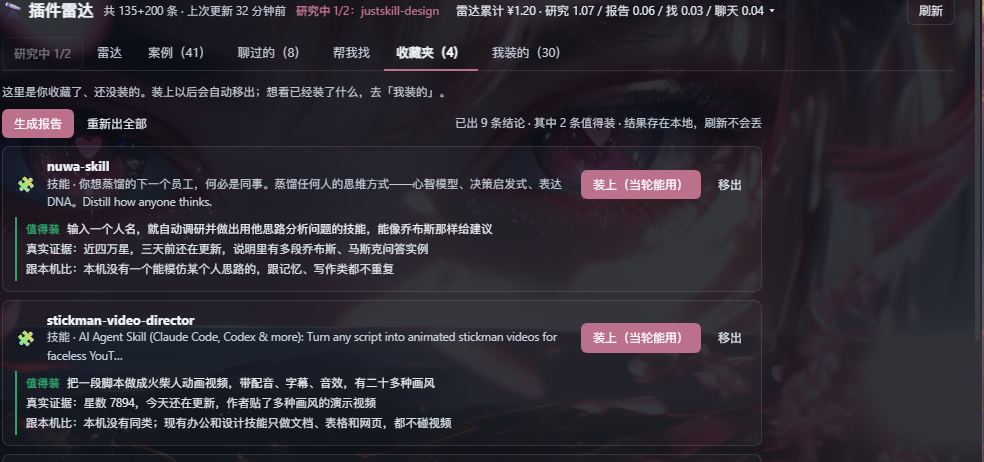 插件雷达 共 135+200 条 · 上次更新 32 分钟前 研究中 1/2：justskill-design 雷达累计 ¥1.20 · 研究 1.07 / 报告 0.06 / 找 0.03 / 聊天 0.04 刷新
研究中 1/2 雷达 案例（41） 聊过的（8） 帮我找 收藏夹（4） 我装的（30）
这里是你收藏了、还没装的。装上以后会自动移出；想看已经装了什么，去「我装的」。
生成报告 重新出全部 已出 9 条结论 · 其中 2 条值得装 · 结果存在本地，刷新不会丢
nuwa-skill
技能 · 你想蒸馏的下一个员工，何必是同事。蒸馏任何人的思维方式——心智模型、决策启发式、表达
DNA。Distill how anyone thinks.
装上（当轮能用） 移出
值得装 输入一个人名，就自动调研并做出用他思路分析问题的技能，能像乔布斯那样给建议
真实证据：近四万星，三天前还在更新，说明里有多段乔布斯、马斯克问答实例
跟本机比：本机没有一个能模仿某个人思路的，跟记忆、写作类都不重复
stickman-video-director
技能 · AI Agent Skill (Claude Code, Codex & more): Turn any script into animated stickman videos for
faceless YouT...
装上（当轮能用） 移出
值得装 把一段脚本做成火柴人动画视频，带配音、字幕、音效，有二十多种画风
真实证据：星数 7894，今天还在更新，作者贴了多种画风的演示视频
跟本机比：本机没有同类；现有办公和设计技能只做文档、表格和网页，都不碰视频